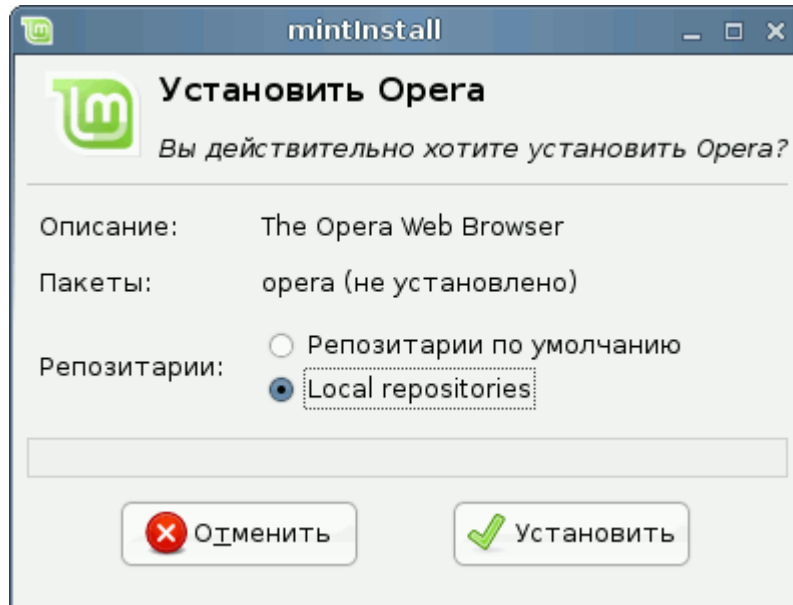 mintInstall
Установить Opera
Вы действительно хотите установить Opera?
Описание: The Opera Web Browser
Пакеты: opera (не установлено)
Репозитарии: Репозитарии по умолчанию
Local repositories
Отменить Установить